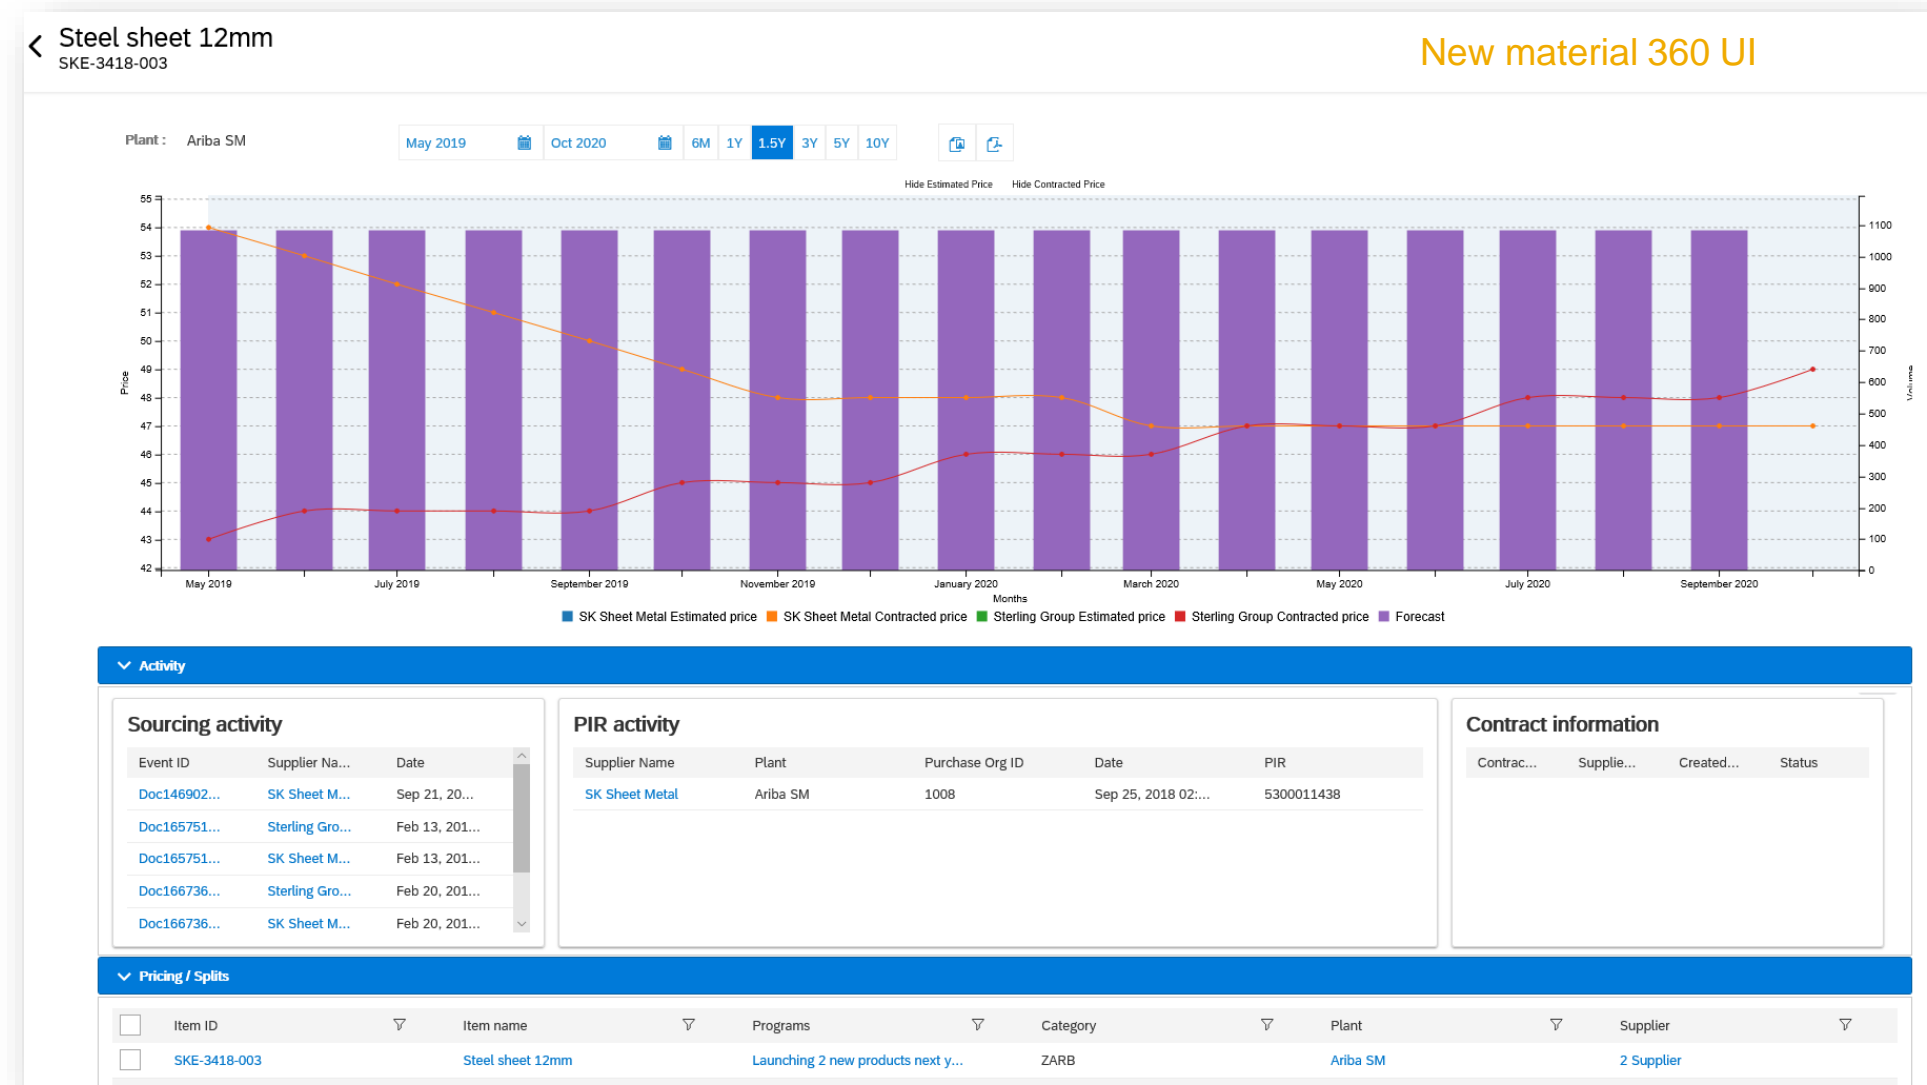 Steel sheet 12mm
SKE-3418-003
New material 360 UI
Plant : Ariba SM
May 2019 Oct 2020 6M 1Y 1.5Y 3Y 5Y 10Y
Hide Estimated Price Hide Contracted Price
55
54
53
52
51
50
49
48
47
46
45
44
43
42
Price
1100
1000
900
800
700
600
500
400
300
200
100
0
Volume
May 2019 July 2019 September 2019 November 2019 January 2020 March 2020 May 2020 July 2020 September 2020
Months
SK Sheet Metal Estimated price SK Sheet Metal Contracted price Sterling Group Estimated price Sterling Group Contracted price Forecast
Activity
Sourcing activity
Event ID Supplier Na... Date
Doc146902... SK Sheet M... Sep 21, 20...
Doc165751... Sterling Gro... Feb 13, 201...
Doc165751... SK Sheet M... Feb 13, 201...
Doc166736... Sterling Gro... Feb 20, 201...
Doc166736... SK Sheet M... Feb 20, 201...
PIR activity
Supplier Name Plant Purchase Org ID Date PIR
SK Sheet Metal Ariba SM 1008 Sep 25, 2018 02:... 5300011438
Contract information
Contrac... Supplie... Created... Status
Pricing / Splits
Item ID Item name Programs Category Plant Supplier
SKE-3418-003 Steel sheet 12mm Launching 2 new products next y... ZARB Ariba SM 2 Supplier